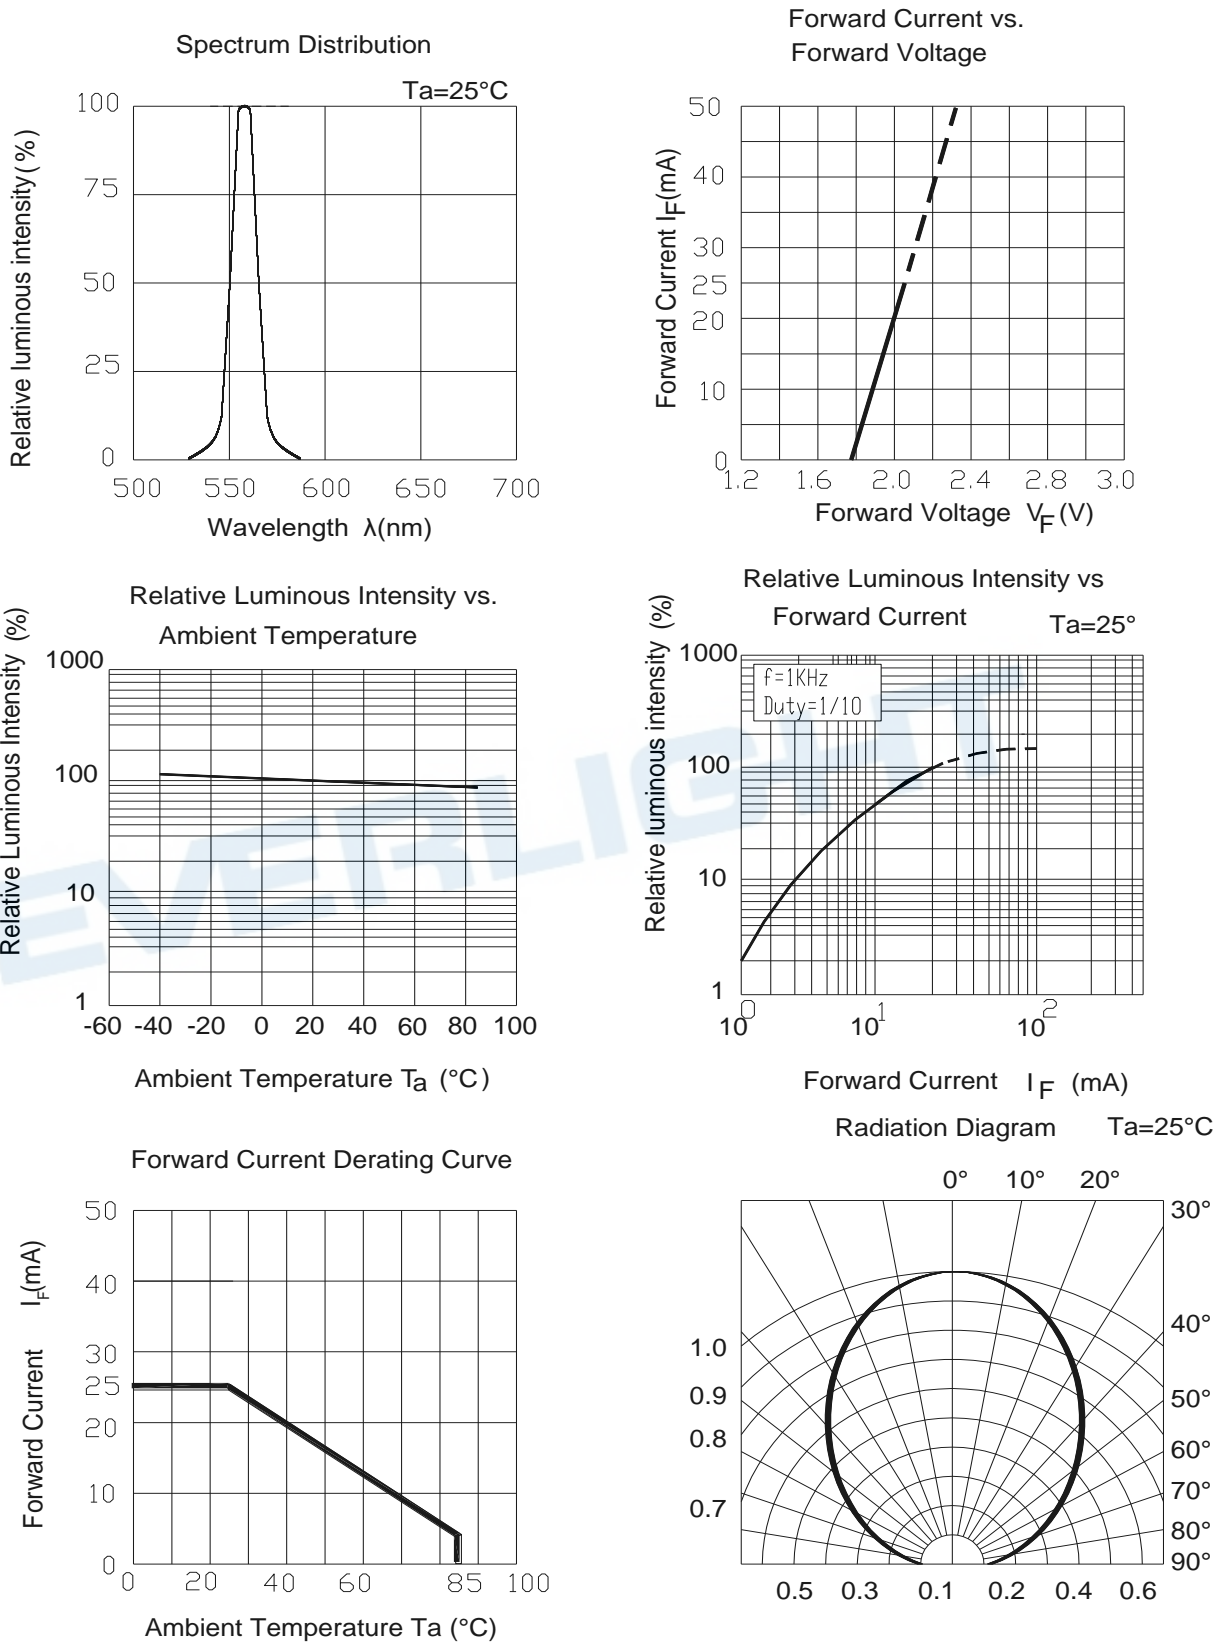 Spectrum Distribution
Ta=25°C
Relative luminous intensity(%)
100
75
50
25
0
500 550 600 650 700
Wavelength λ(nm)
Forward Current vs.
Forward Voltage
Forward Current IF(mA)
50
40
30
25
20
10
0
1.2 1.6 2.0 2.4 2.8 3.0
Forward Voltage VF(V)
Relative Luminous Intensity vs.
Ambient Temperature
Relative Luminous Intensity (%)
1000
100
10
1
-60 -40 -20 0 20 40 60 80 100
Ambient Temperature Ta (°C)
Relative Luminous Intensity vs
Forward Current
Ta=25°
Relative luminous intensity (%)
f=1KHz
Duty=1/10
1000
100
10
1
10⁰ 10¹ 10²
Forward Current IF (mA)
EVERLIGHT
Forward Current Derating Curve
Forward Current IF(mA)
50
40
30
25
20
10
0
0 20 40 60 85 100
Ambient Temperature Ta (°C)
Radiation Diagram Ta=25°C
0° 10° 20°
30°
40°
50°
60°
70°
80°
90°
1.0
0.9
0.8
0.7
0.5 0.3 0.1 0.2 0.4 0.6